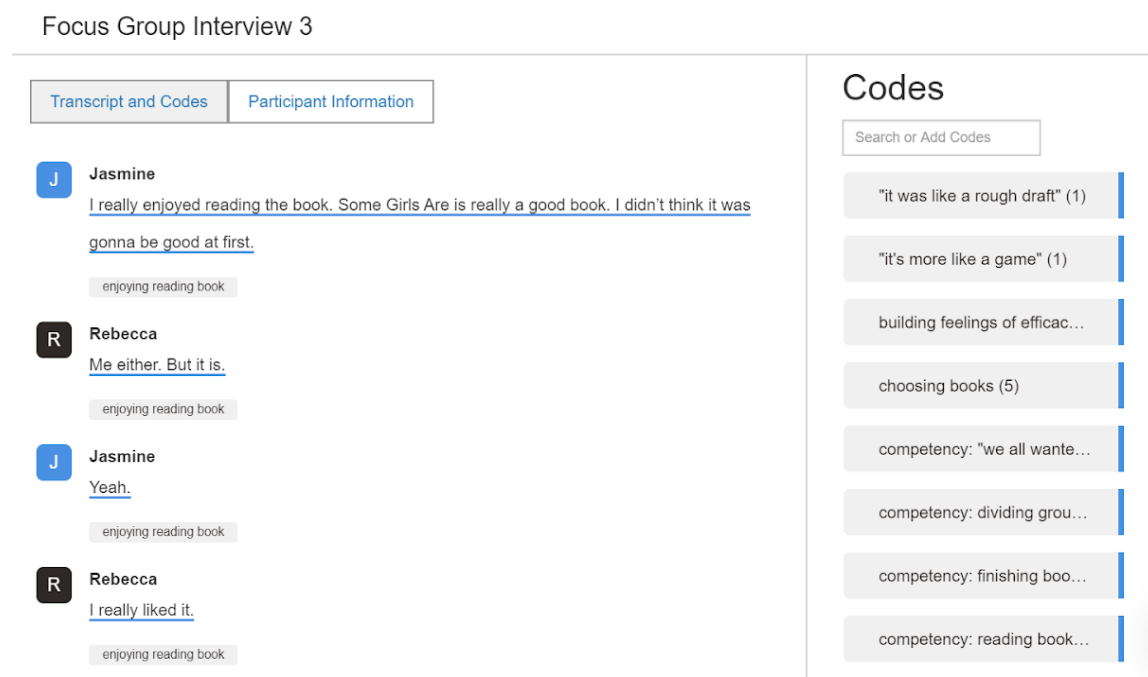 Focus Group Interview 3
Transcript and Codes
Participant Information
J
Jasmine
I really enjoyed reading the book. Some Girls Are is really a good book. I didn’t think it was
gonna be good at first.
enjoying reading book
R
Rebecca
Me either. But it is.
enjoying reading book
J
Jasmine
Yeah.
enjoying reading book
R
Rebecca
I really liked it.
enjoying reading book
Codes
Search or Add Codes
"it was like a rough draft" (1)
"it's more like a game" (1)
building feelings of efficac…
choosing books (5)
competency: "we all wante…
competency: dividing grou…
competency: finishing boo…
competency: reading book…